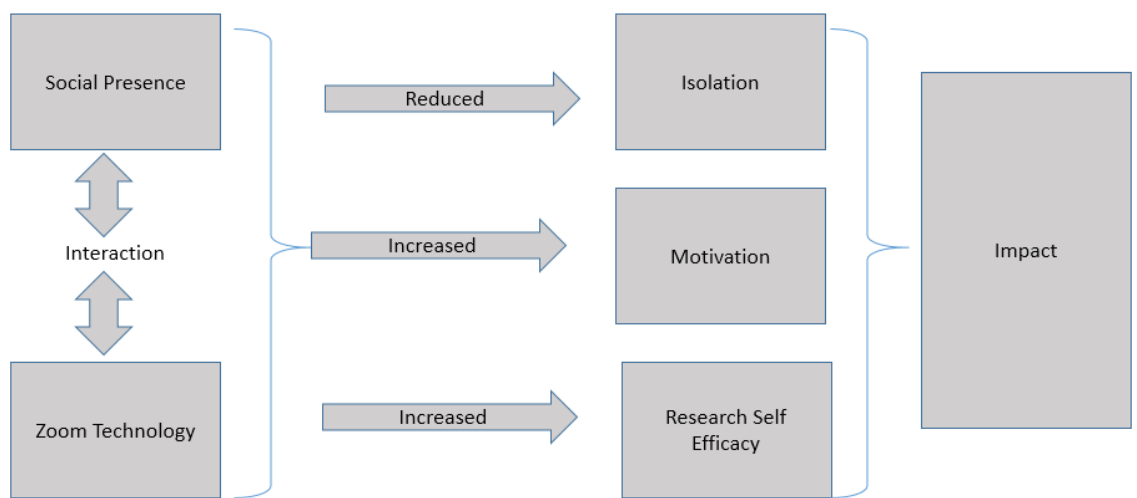 Social Presence
Interaction
Zoom Technology
Reduced
Increased
Increased
Isolation
Motivation
Research Self
Efficacy
Impact